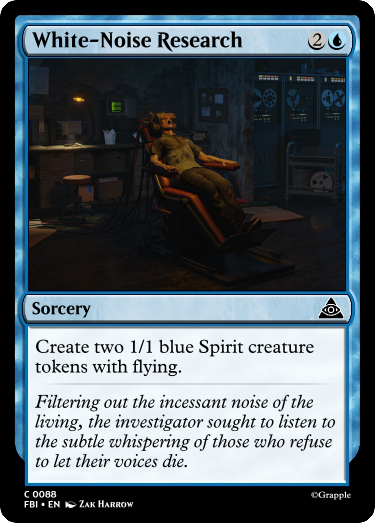 White-Noise Research 2
Sorcery
Create two 1/1 blue Spirit creature
tokens with flying.
Filtering out the incessant noise of the
living, the investigator sought to listen to
the subtle whispering of those who refuse
to let their voices die.
C 0088
FBI • EN Zak Harrow
©Grapple